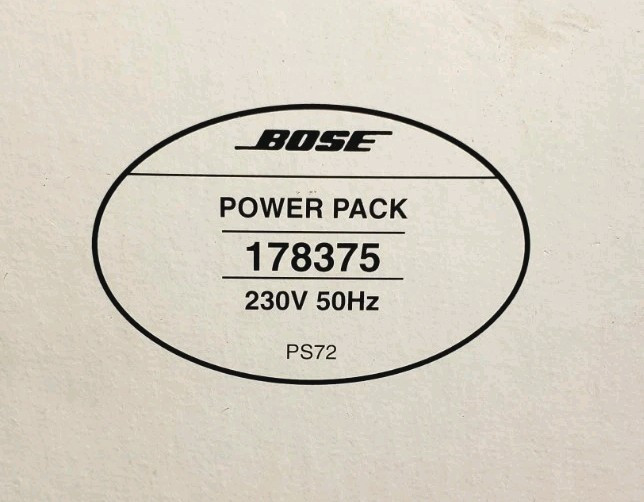 BOSE
POWER PACK
178375
230V 50Hz
PS72